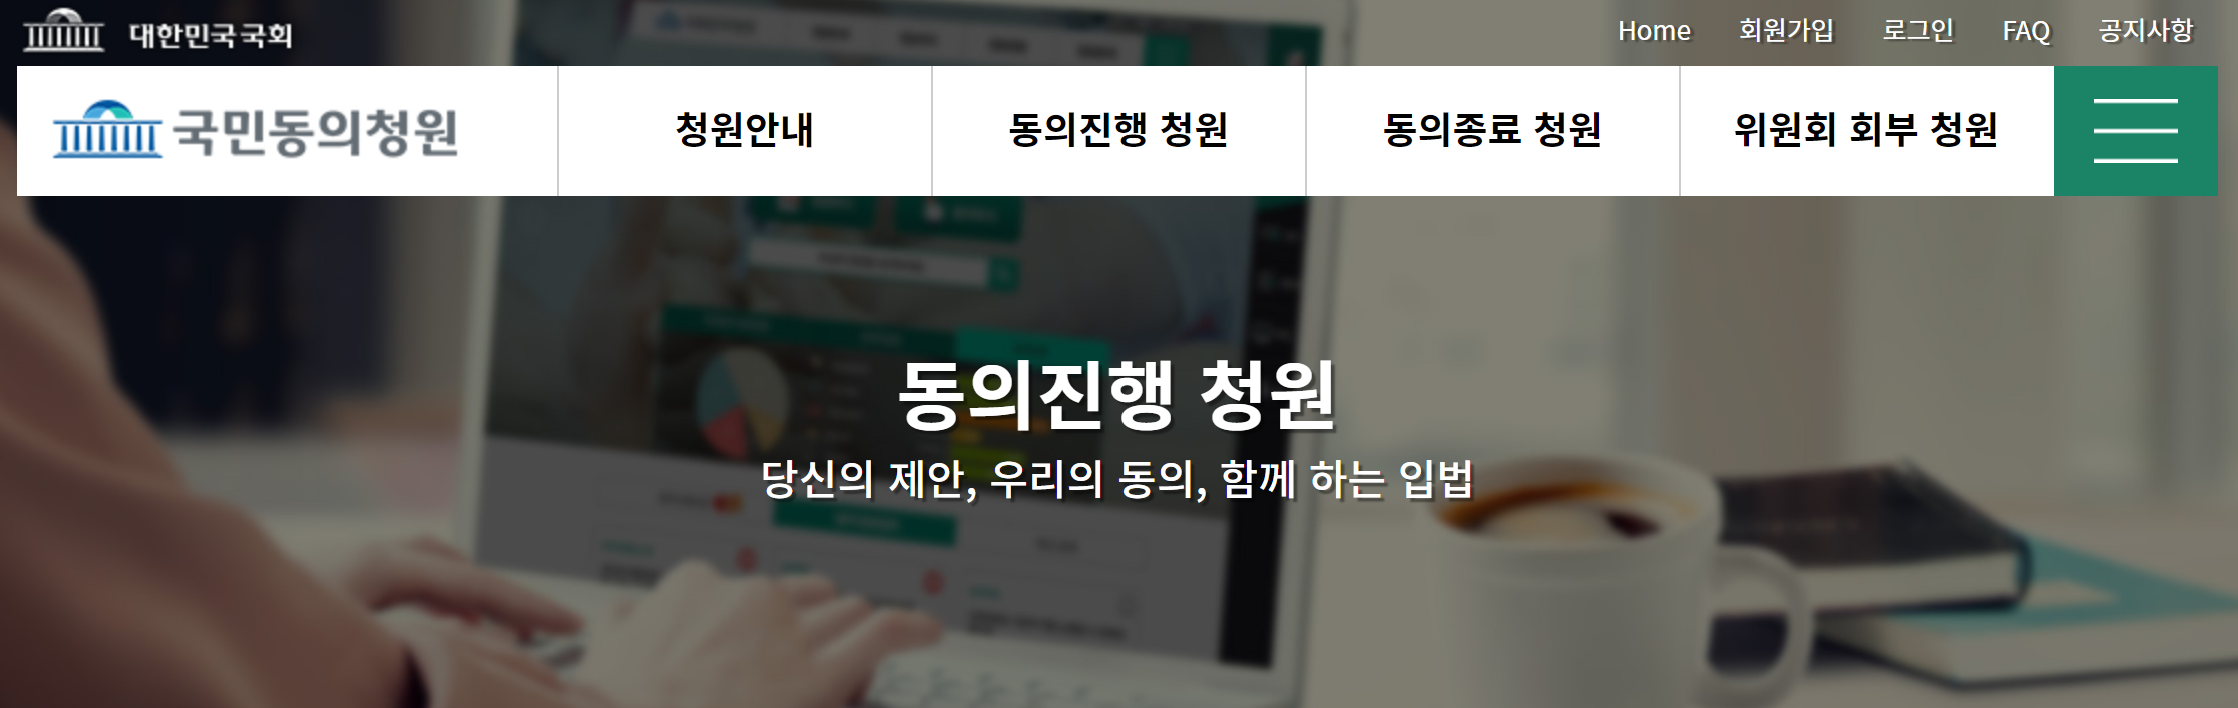 대한민국국회
Home 회원가입 로그인 FAQ 공지사항
국민동의청원 청원안내 동의진행 청원 동의종료 청원 위원회 회부 청원
동의진행 청원
당신의 제안, 우리의 동의, 함께 하는 입법